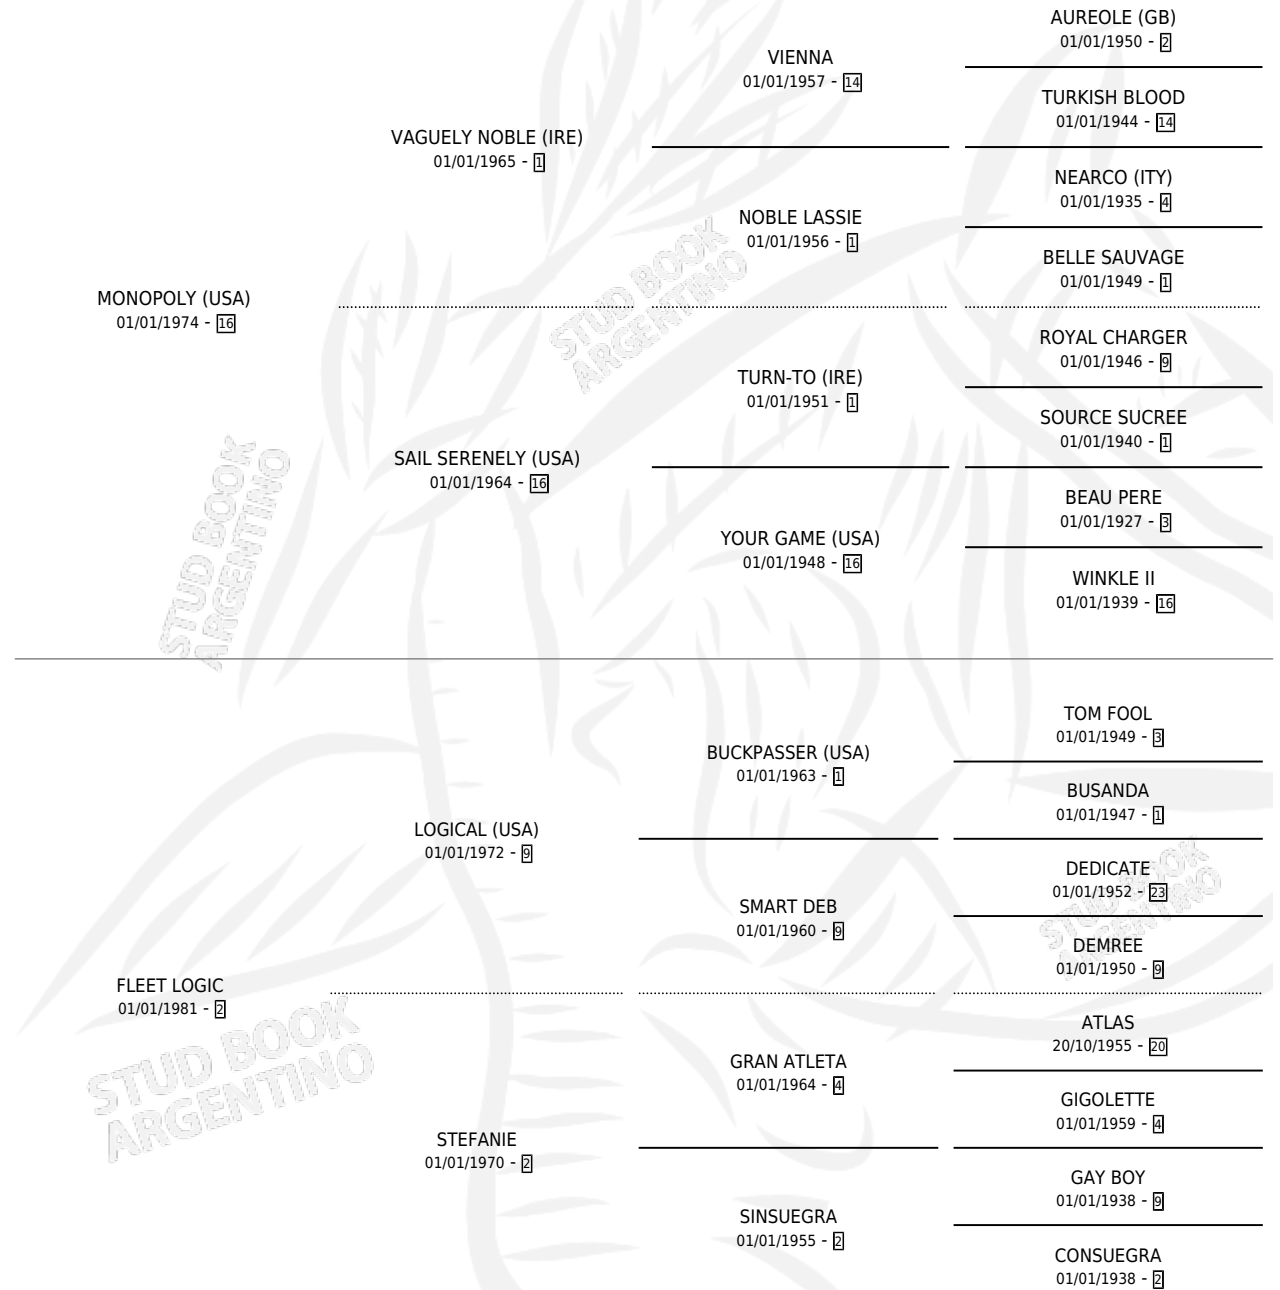 AUREOLE (GB)
01/01/1950 - 2
VIENNA
01/01/1957 - 14
TURKISH BLOOD
01/01/1944 - 14
VAGUELY NOBLE (IRE)
01/01/1965 - 1
NEARCO (ITY)
01/01/1935 - 4
NOBLE LASSIE
01/01/1956 - 1
BELLE SAUVAGE
01/01/1949 - 1
MONOPOLY (USA)
01/01/1974 - 16
ROYAL CHARGER
01/01/1946 - 9
TURN-TO (IRE)
01/01/1951 - 1
SOURCE SUCREE
01/01/1940 - 1
SAIL SERENELY (USA)
01/01/1964 - 16
BEAU PERE
01/01/1927 - 3
YOUR GAME (USA)
01/01/1948 - 16
WINKLE II
01/01/1939 - 16
TOM FOOL
01/01/1949 - 3
BUCKPASSER (USA)
01/01/1963 - 1
BUSANDA
01/01/1947 - 1
LOGICAL (USA)
01/01/1972 - 9
DEDICATE
01/01/1952 - 23
SMART DEB
01/01/1960 - 9
DEMREE
01/01/1950 - 9
FLEET LOGIC
01/01/1981 - 2
ATLAS
20/10/1955 - 20
GRAN ATLETA
01/01/1964 - 4
GIGOLETTE
01/01/1959 - 4
STEFANIE
01/01/1970 - 2
GAY BOY
01/01/1938 - 9
SINSUEGRA
01/01/1955 - 2
CONSUEGRA
01/01/1938 - 2
STUD BOOK
ARGENTINO
STUD BOOK
ARGENTINO
STUD BOOK
ARGENTINO
STUD BOOK
ARGENTINO